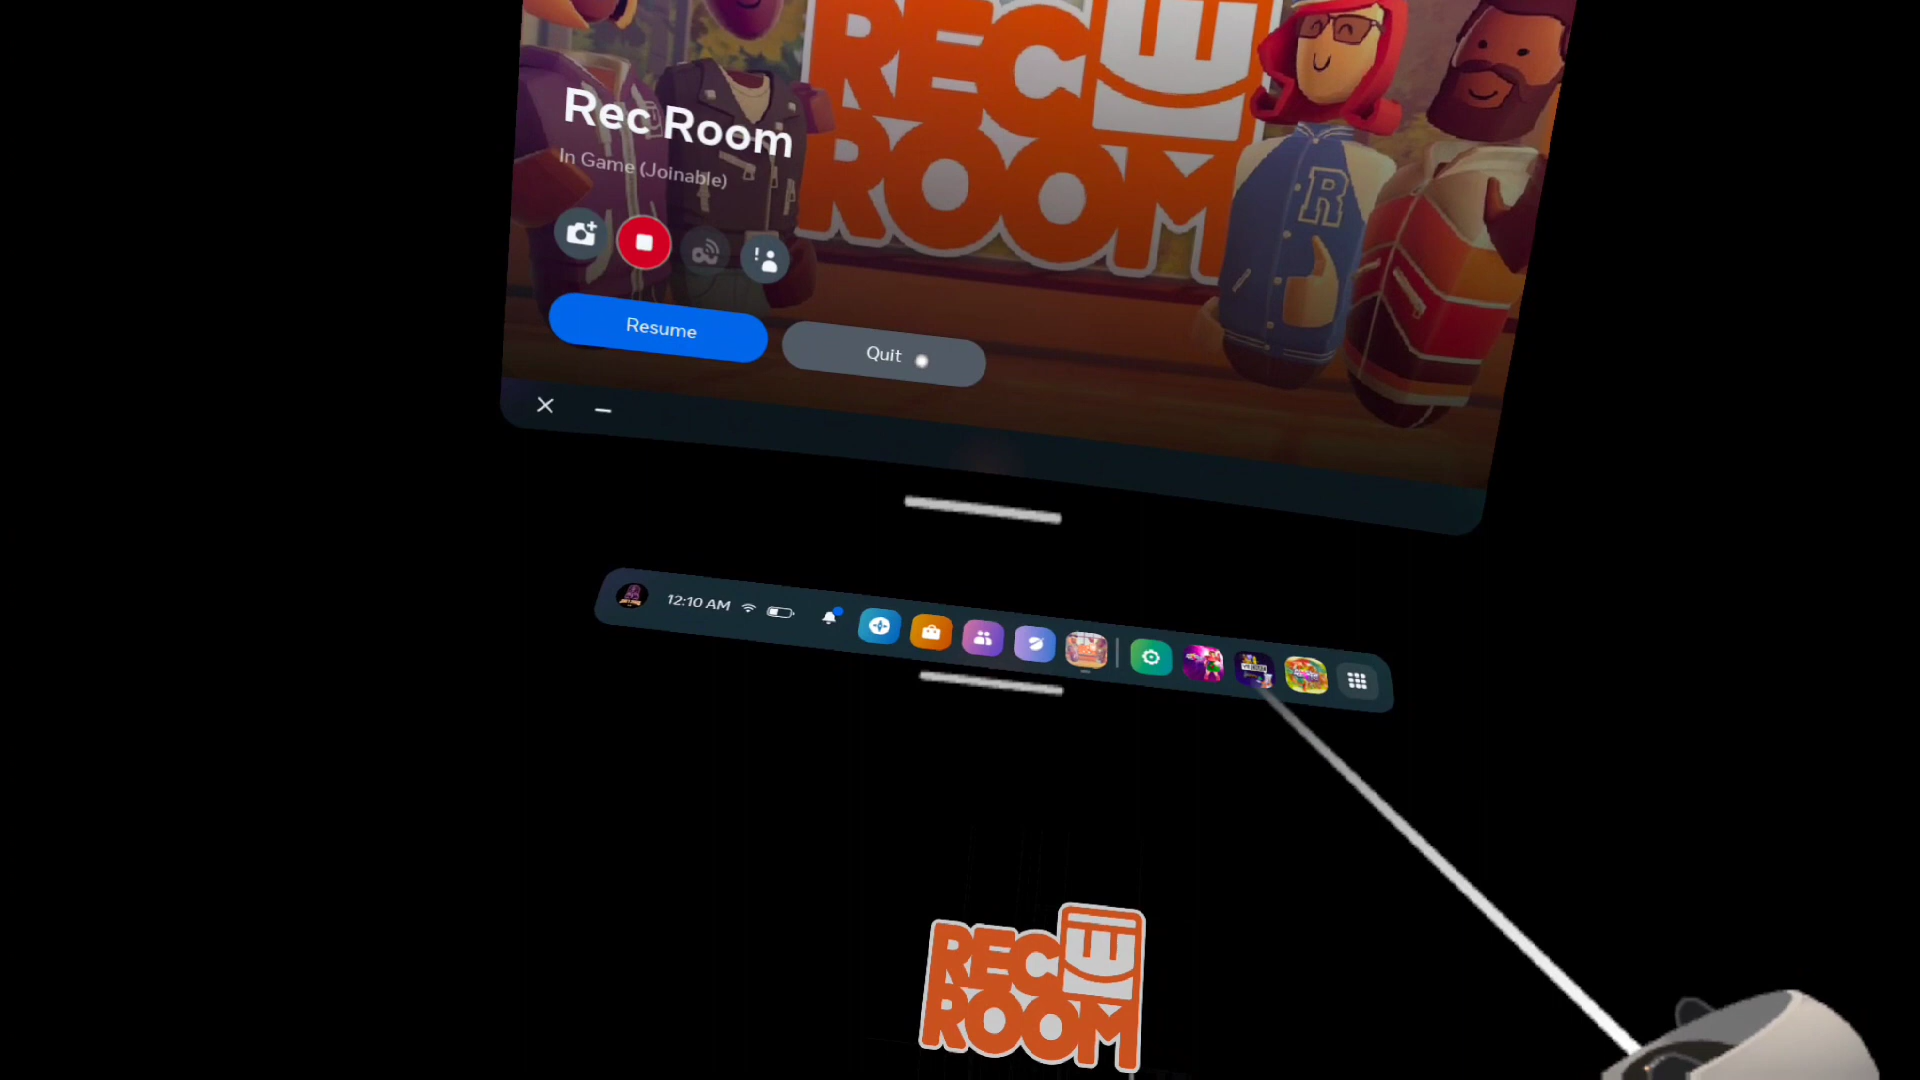 REC
ROOM
Rec Room
In Game (Joinable)
R
Resume
Quit
12:10 AM
REC
ROOM